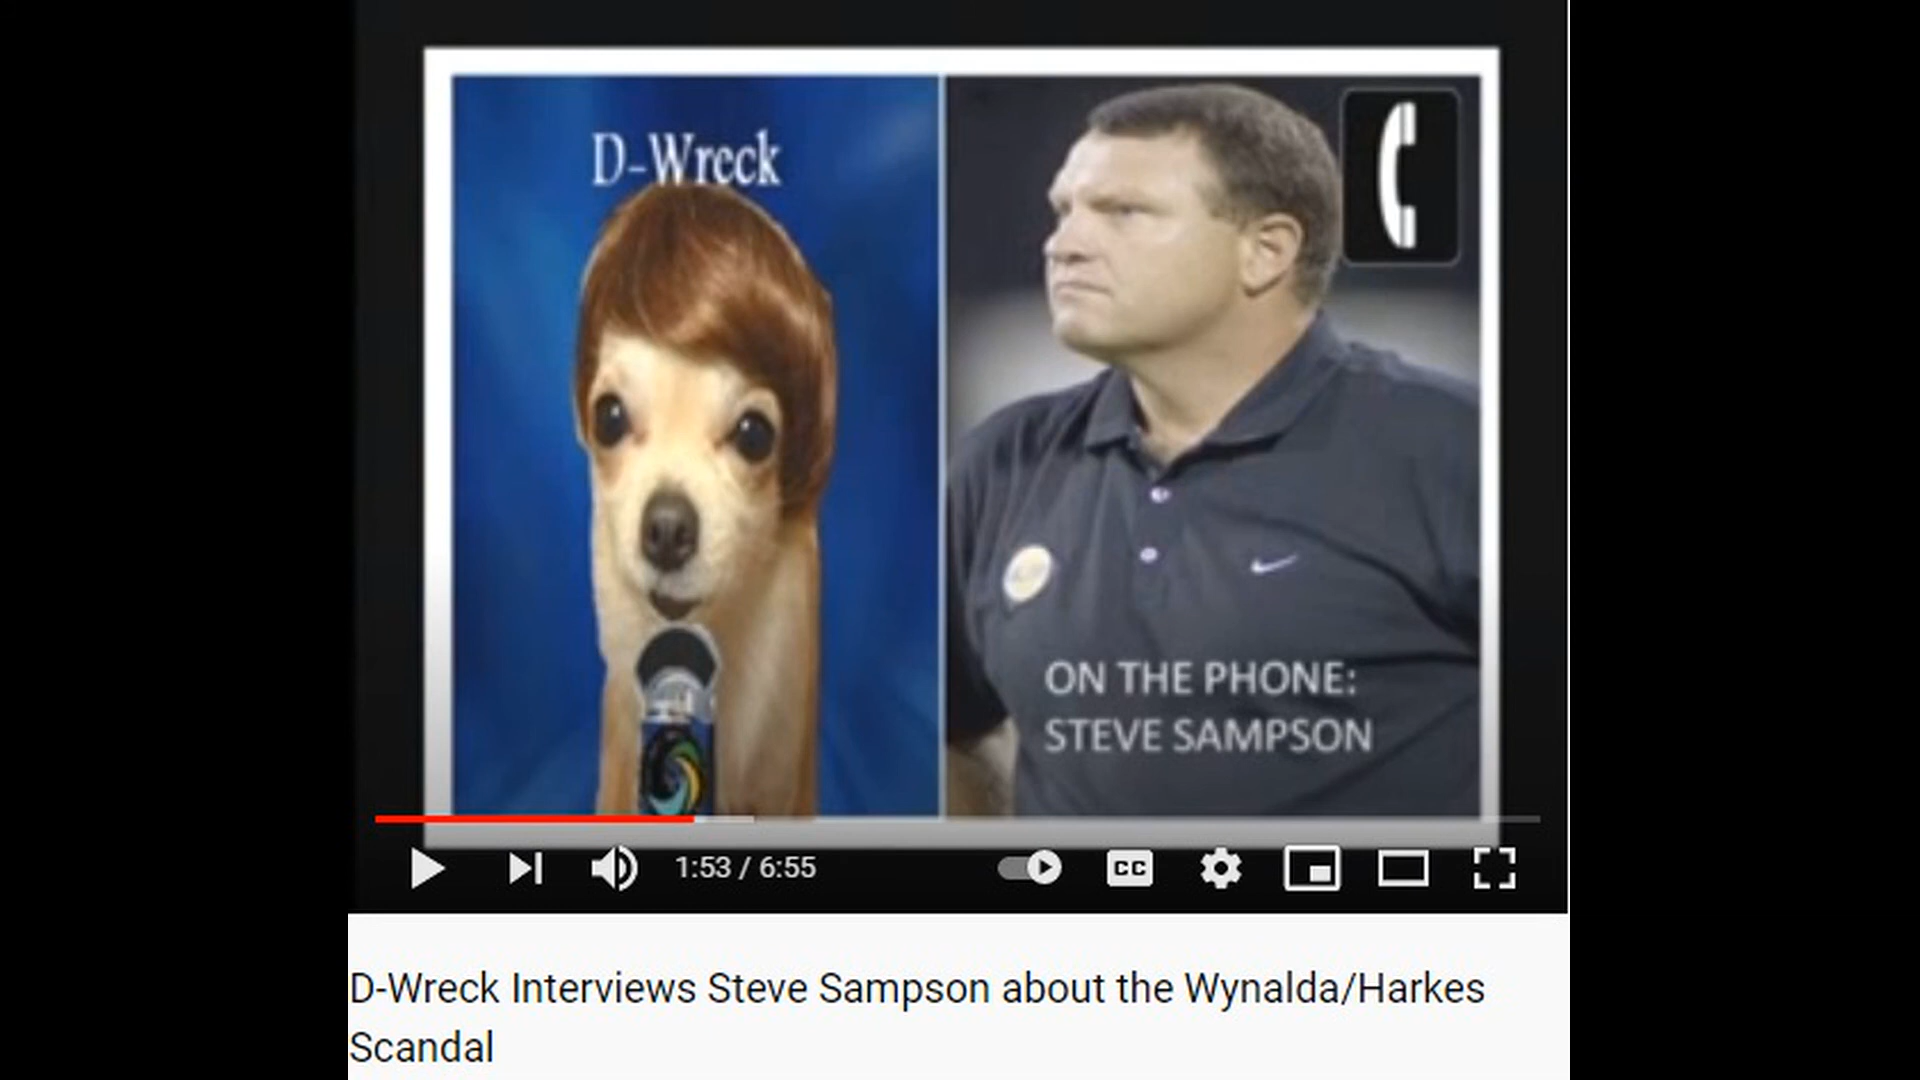 D-Wreck
ON THE PHONE:
STEVE SAMPSON
1:53 / 6:55
CC
D-Wreck Interviews Steve Sampson about the Wynalda/Harkes
Scandal